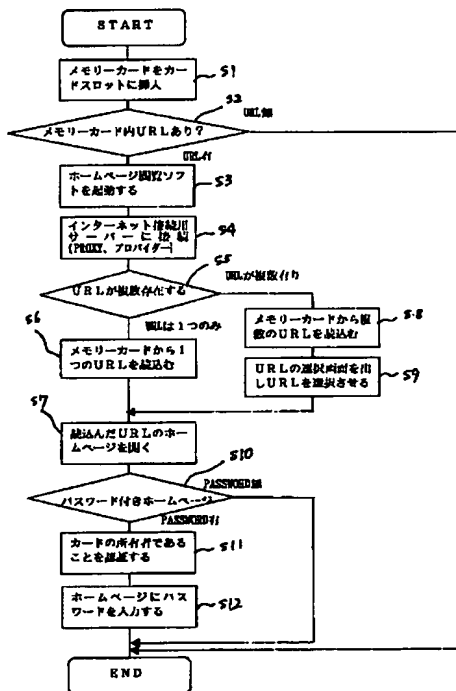 START
メモリーカードをカー
ドスロットに挿入
S1
S2
メモリーカード内URLあり?
URL無
URL有
ホームページ閲覧ソフ
トを起動する
S3
インターネット接続用
サーバーに接続
(PROXY、プロバイダー)
S4
S5
URLが複数存在する
URLが複数有り
URLは1つのみ
S6
メモリーカードから1
つのURLを読込む
メモリーカードから複
数のURLを読込む
S8
URLの選択画面を出
しURLを選択させる
S9
S7
読込んだURLのホー
ムページを開く
S10
パスワード付きホームページ
PASSWORD無
PASSWORD有
カードの所有者である
ことを認証する
S11
ホームページにパス
ワードを入力する
S12
END